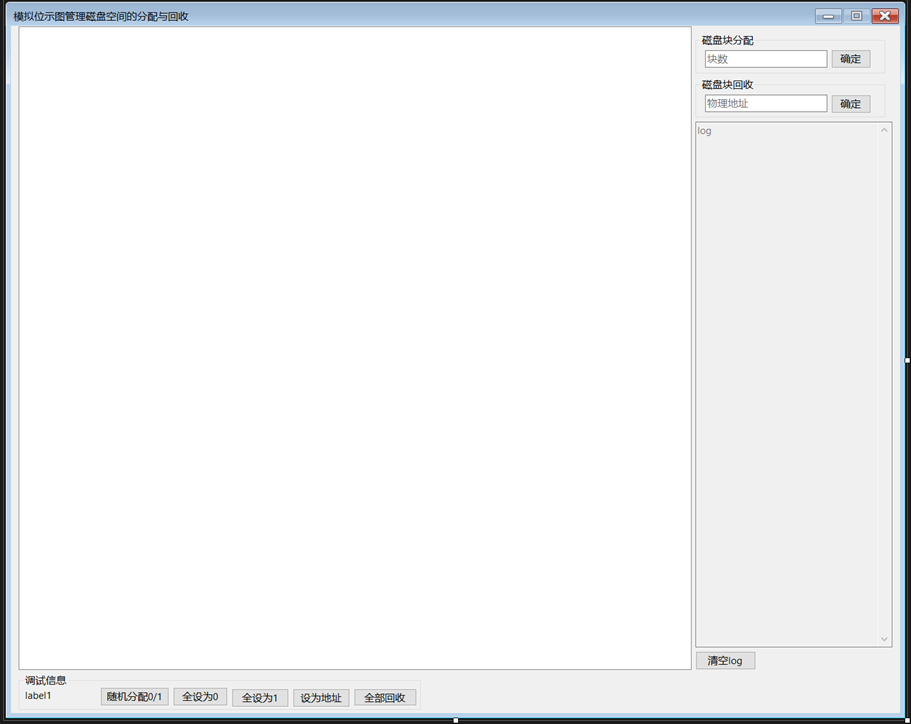 模拟位示图管理磁盘空间的分配与回收
磁盘块分配
块数 确定
磁盘块回收
物理地址 确定
log
清空log
调试信息
label1 随机分配0/1 全设为0 全设为1 设为地址 全部回收